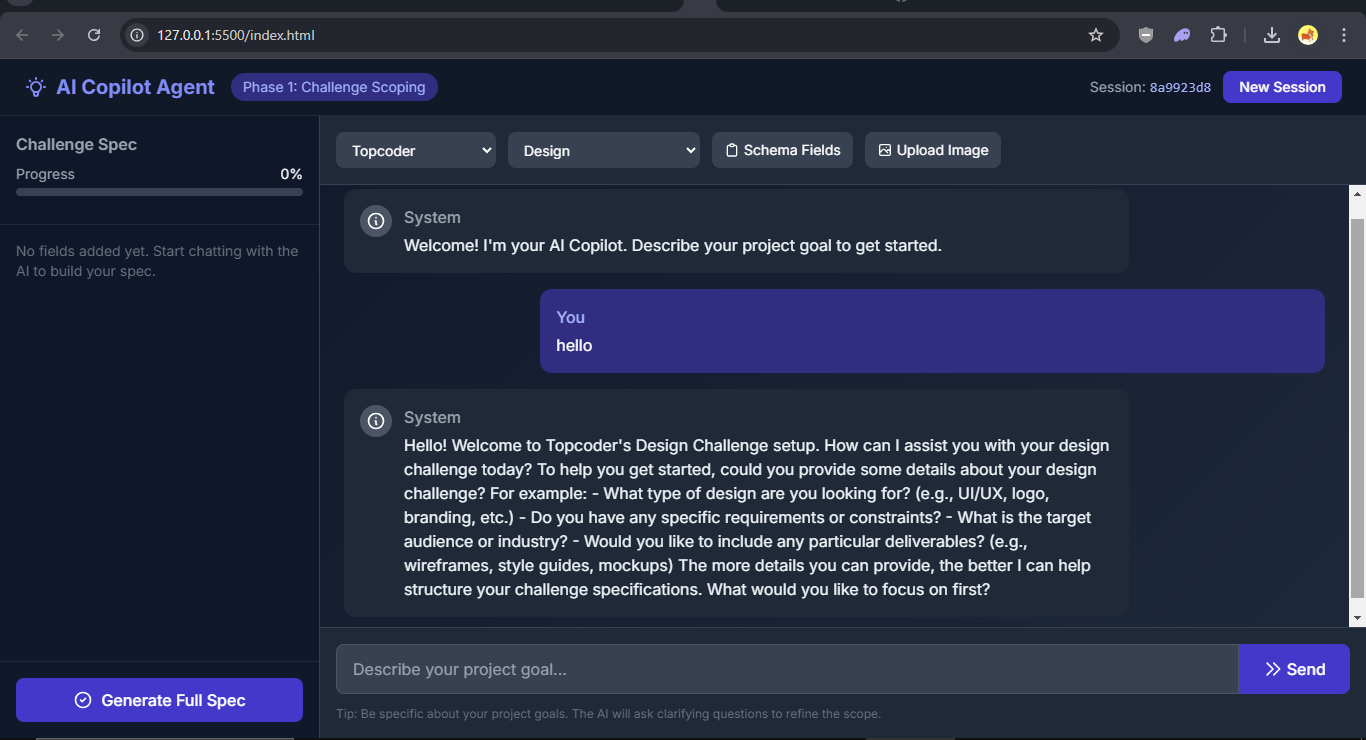 127.0.0.1:5500/index.html
AI Copilot Agent
Phase 1: Challenge Scoping
Session: 8a9923d8
New Session
Challenge Spec
Progress
0%
No fields added yet. Start chatting with the
AI to build your spec.
Generate Full Spec
Topcoder
Design
Schema Fields
Upload Image
System
Welcome! I'm your AI Copilot. Describe your project goal to get started.
You
hello
System
Hello! Welcome to Topcoder's Design Challenge setup. How can I assist you with your design
challenge today? To help you get started, could you provide some details about your design
challenge? For example: - What type of design are you looking for? (e.g., UI/UX, logo,
branding, etc.) - Do you have any specific requirements or constraints? - What is the target
audience or industry? - Would you like to include any particular deliverables? (e.g.,
wireframes, style guides, mockups) The more details you can provide, the better I can help
structure your challenge specifications. What would you like to focus on first?
Describe your project goal...
Send
Tip: Be specific about your project goals. The AI will ask clarifying questions to refine the scope.